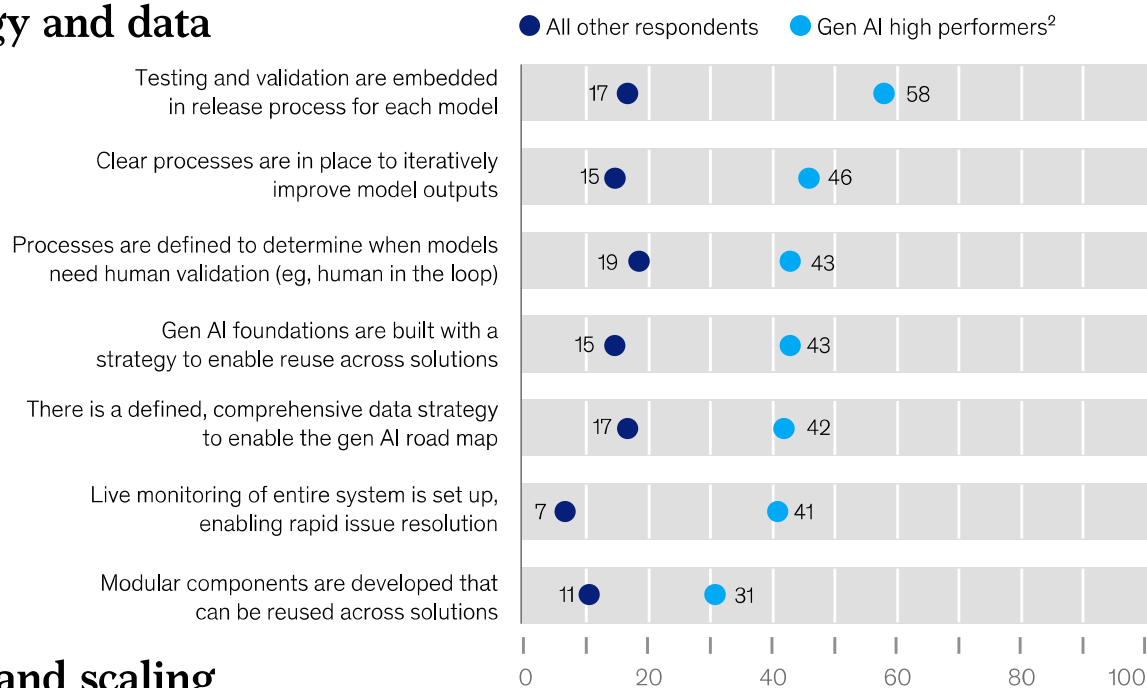 gy and data
All other respondents Gen AI high performers²
Testing and validation are embedded
in release process for each model
17 58
Clear processes are in place to iteratively
improve model outputs
15 46
Processes are defined to determine when models
need human validation (eg, human in the loop)
19 43
Gen AI foundations are built with a
strategy to enable reuse across solutions
15 43
There is a defined, comprehensive data strategy
to enable the gen AI road map
17 42
Live monitoring of entire system is set up,
enabling rapid issue resolution
7 41
Modular components are developed that
can be reused across solutions
11 31
0 20 40 60 80 100
and scaling